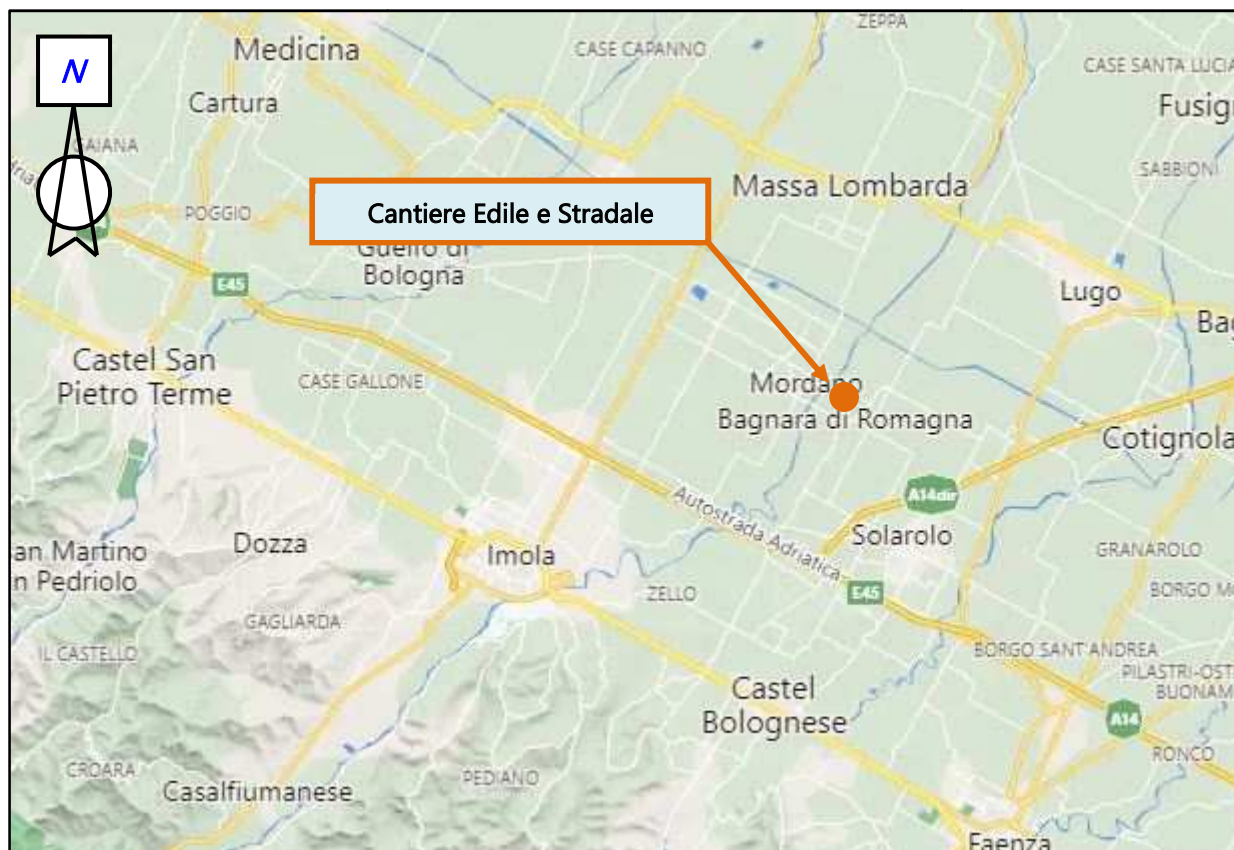 ZEPPA
Medicina
CASE CAPANNO
CASE SANTA LUCIA
N
Cartura
Fusign
GAIANA
SABBIONI
Massa Lombarda
POGGIO
Cantiere Edile e Stradale
Guelfo di
Bologna
E45
Lugo
Bag
Castel San
Pietro Terme
CASE GALLONE
Mordano
Bagnara di Romagna
Cotignola
A14dir
Autostrada Adriatica
Solarolo
an Martino
n Pedriolo
Dozza
Imola
GRANAROLO
ZELLO
E45
BORGO MO
GAGLIARDA
IL CASTELLO
BORGO SANT'ANDREA
PILASTRI-OST
BUONAM
Castel
Bolognese
A14
RONCO
CROARA
PEDIANO
Casalfiumanese
Faenza